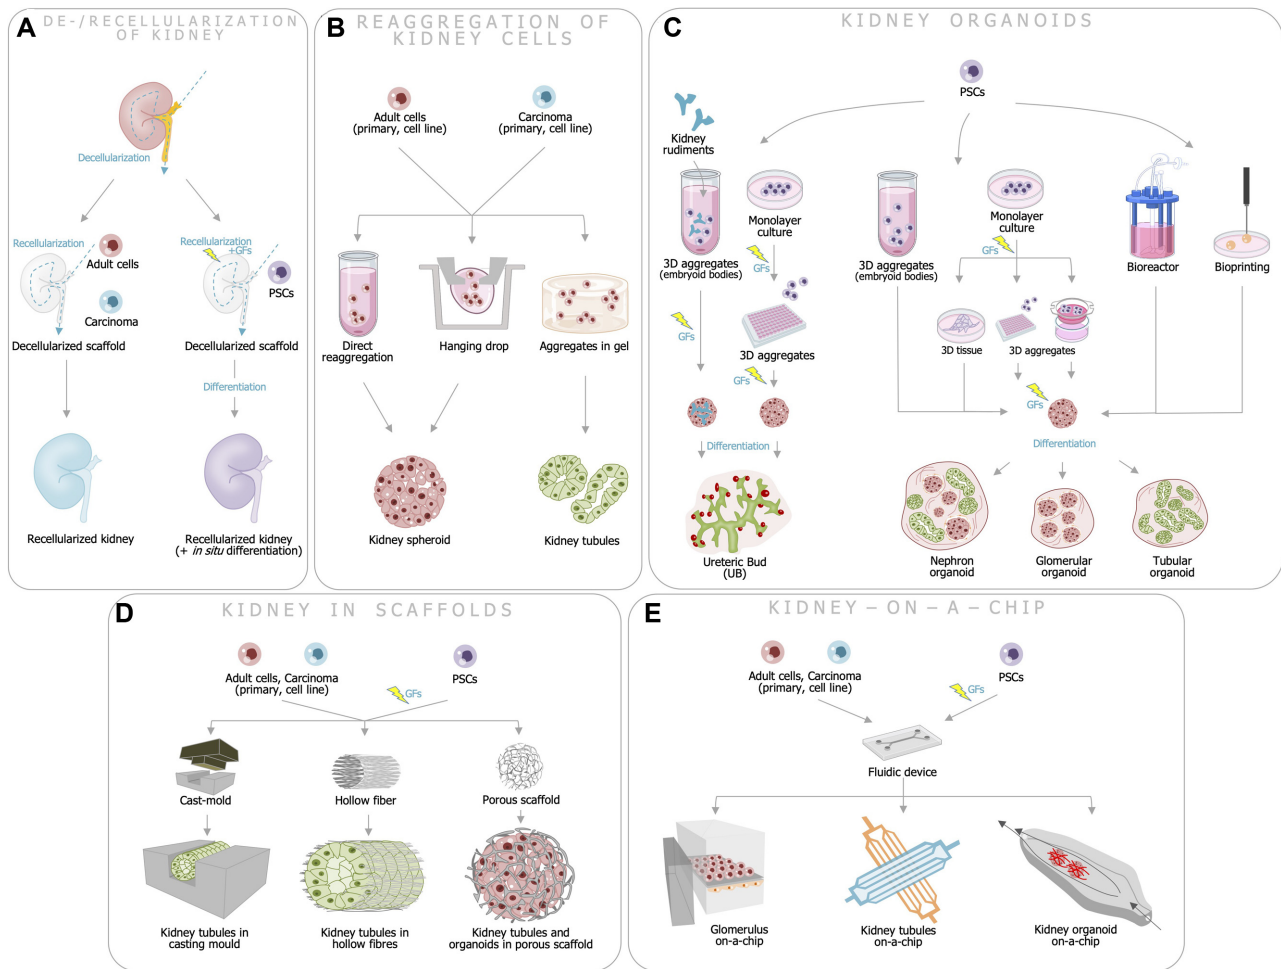 A
DE-/RECELLULARIZATION
OF KIDNEY
Decellularization
Recellularization
Adult cells
Carcinoma
Decellularized scaffold
Recellularization
+GFs
PSCs
Decellularized scaffold
Differentiation
Recellularized kidney
Recellularized kidney
(+ in situ differentiation)
B
REAGGREGATION OF
KIDNEY CELLS
Adult cells
(primary, cell line)
Carcinoma
(primary, cell line)
Direct
reaggregation
Hanging drop
Aggregates in gel
Kidney spheroid
Kidney tubules
C
KIDNEY ORGANOIDS
PSCs
Kidney
rudiments
3D aggregates
(embryoid bodies)
Monolayer
culture
GFs
GFs
3D aggregates
GFs
Differentiation
Ureteric Bud
(UB)
3D aggregates
(embryoid bodies)
Monolayer
culture
GFs
3D tissue
3D aggregates
Bioreactor
Bioprinting
GFs
Differentiation
Nephron
organoid
Glomerular
organoid
Tubular
organoid
D
KIDNEY IN SCAFFOLDS
Adult cells, Carcinoma
(primary, cell line)
PSCs
GFs
Cast-mold
Hollow fiber
Porous scaffold
Kidney tubules in
casting mould
Kidney tubules in
hollow fibres
Kidney tubules and
organoids in porous scaffold
E
KIDNEY – ON – A – CHIP
Adult cells, Carcinoma
(primary, cell line)
PSCs
GFs
Fluidic device
Glomerulus
on-a-chip
Kidney tubules
on-a-chip
Kidney organoid
on-a-chip